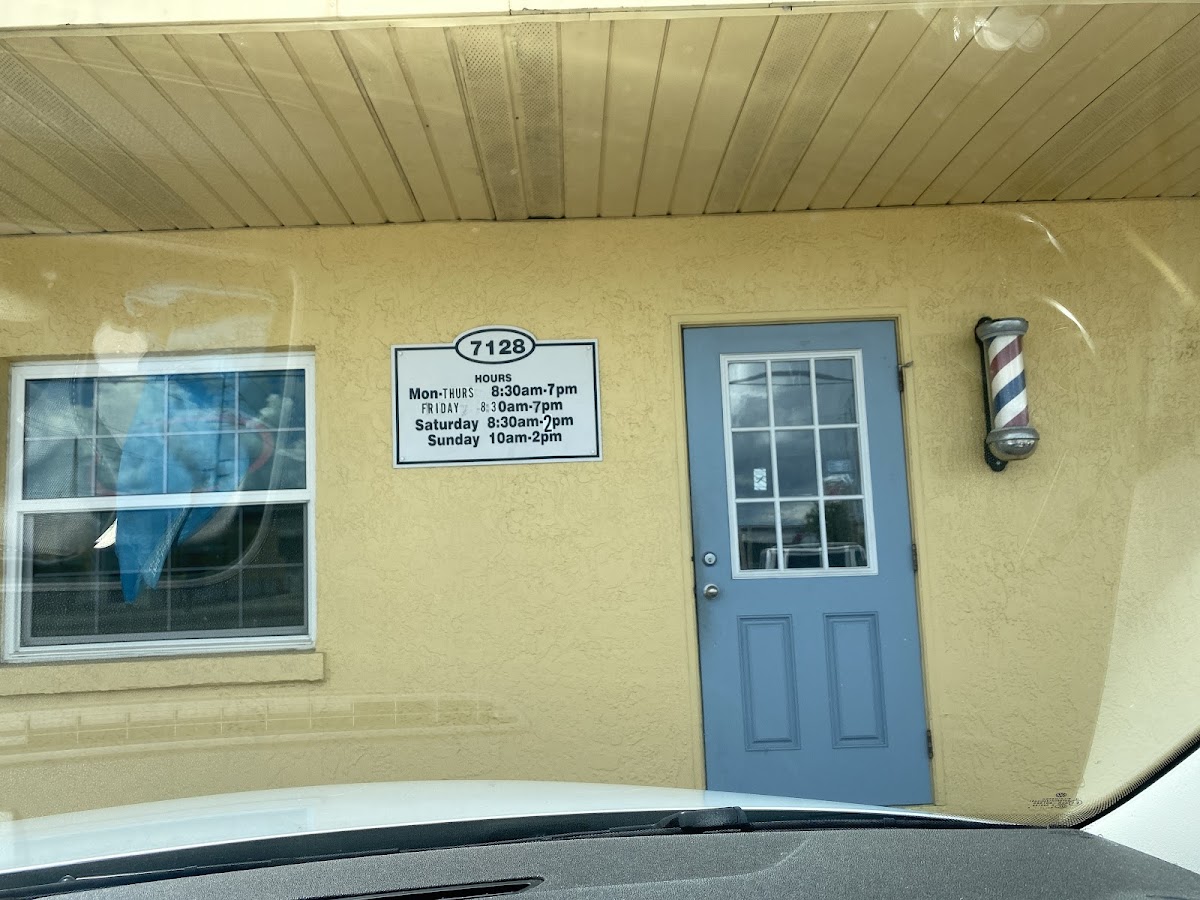 7128
HOURS
Mon-THURS 8:30am-7pm
FRIDAY 8:30am-7pm
Saturday 8:30am-2pm
Sunday 10am-2pm